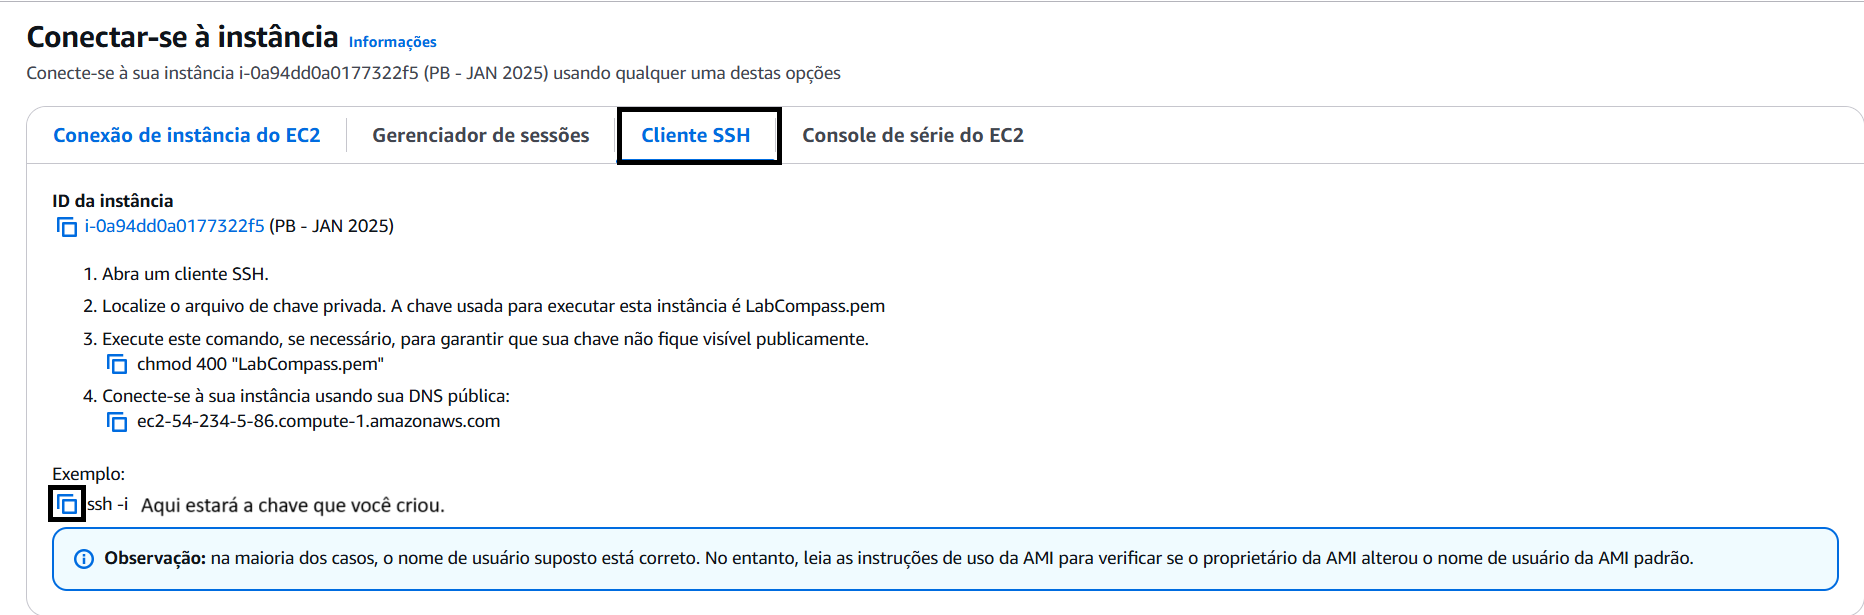 Conectar-se à instância Informações
Conecte-se à sua instância i-0a94dd0a0177322f5 (PB - JAN 2025) usando qualquer uma destas opções
Conexão de instância do EC2 Gerenciador de sessões Cliente SSH Console de série do EC2
ID da instância
i-0a94dd0a0177322f5 (PB - JAN 2025)
1. Abra um cliente SSH.
2. Localize o arquivo de chave privada. A chave usada para executar esta instância é LabCompass.pem
3. Execute este comando, se necessário, para garantir que sua chave não fique visível publicamente.
chmod 400 "LabCompass.pem"
4. Conecte-se à sua instância usando sua DNS pública:
ec2-54-234-5-86.compute-1.amazonaws.com
Exemplo:
ssh -i Aqui estará a chave que você criou.
Observação: na maioria dos casos, o nome de usuário suposto está correto. No entanto, leia as instruções de uso da AMI para verificar se o proprietário da AMI alterou o nome de usuário da AMI padrão.